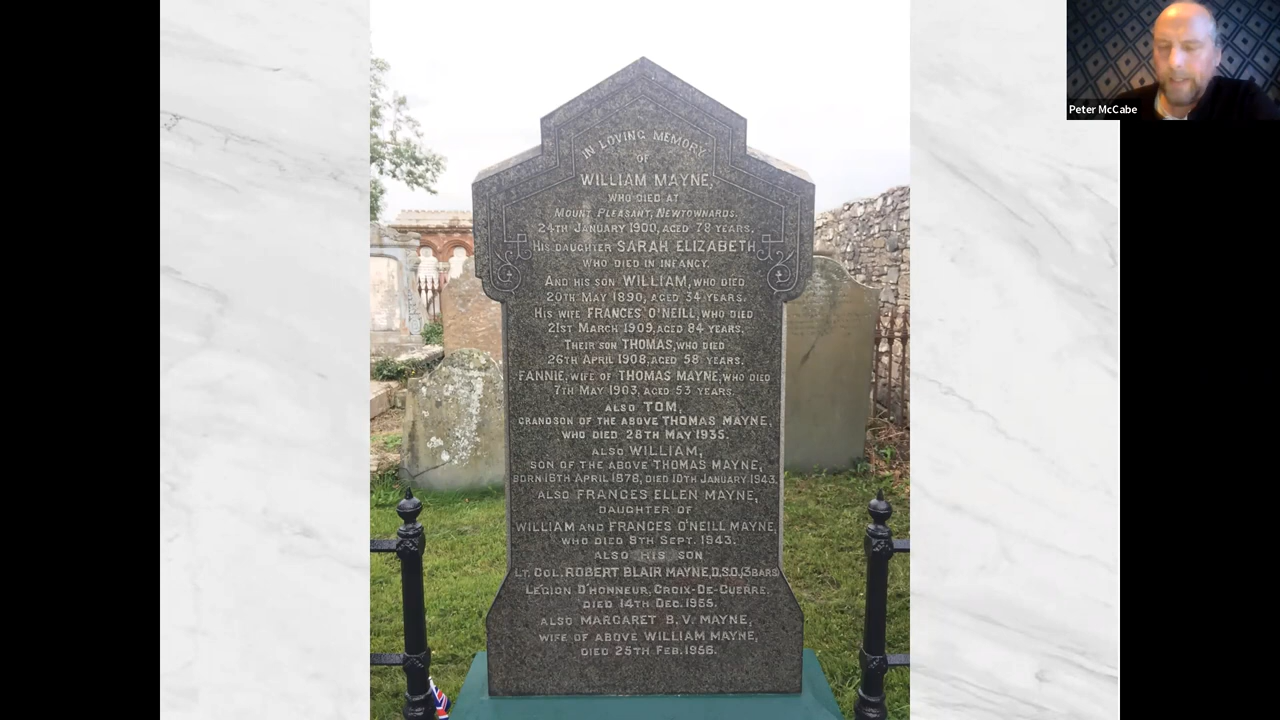 IN LOVING MEMORY
OF
WILLIAM MAYNE,
WHO DIED AT
MOUNT PLEASANT, NEWTOWNARDS.
24TH JANUARY 1900, AGED 78 YEARS.
HIS DAUGHTER SARAH ELIZABETH
WHO DIED IN INFANCY.
AND HIS SON WILLIAM, WHO DIED
20TH MAY 1890, AGED 34 YEARS.
HIS WIFE FRANCES O'NEILL, WHO DIED
21ST MARCH 1909, AGED 84 YEARS.
THEIR SON THOMAS, WHO DIED
26TH APRIL 1908, AGED 58 YEARS.
FANNIE, WIFE OF THOMAS MAYNE, WHO DIED
7TH MAY 1903, AGED 53 YEARS.
ALSO TOM,
GRANDSON OF THE ABOVE THOMAS MAYNE,
WHO DIED 28TH MAY 1935.
ALSO WILLIAM,
SON OF THE ABOVE THOMAS MAYNE,
BORN 16TH APRIL 1878, DIED 10TH JANUARY 1943.
ALSO FRANCES ELLEN MAYNE,
DAUGHTER OF
WILLIAM AND FRANCES O'NEILL MAYNE,
WHO DIED 9TH SEPT. 1943.
ALSO HIS SON
LT. COL. ROBERT BLAIR MAYNE, D.S.O., 3 BARS
LEGION D'HONNEUR, CROIX-DE-GUERRE.
DIED 14TH DEC. 1955.
ALSO MARGARET B. V. MAYNE,
WIFE OF ABOVE WILLIAM MAYNE,
DIED 25TH FEB. 1956.
Peter McCabe